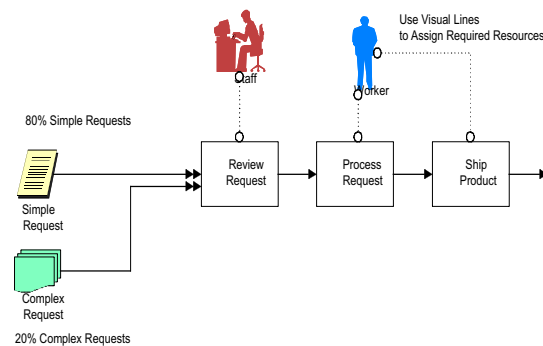 Use Visual Lines
to Assign Required Resources
Staff
Worker
80% Simple Requests
Review
Request
Process
Request
Ship
Product
Simple
Request
Complex
Request
20% Complex Requests